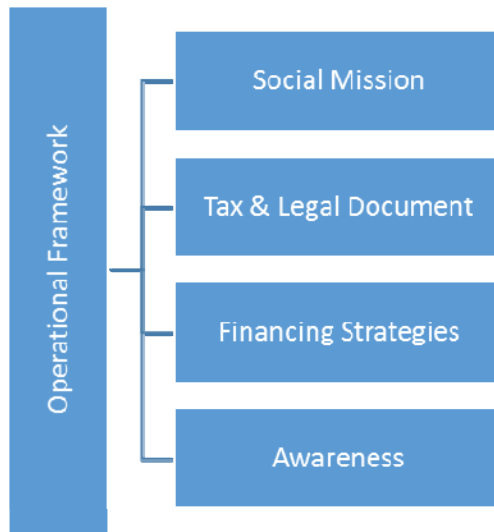 Operational Framework
Social Mission
Tax & Legal Document
Financing Strategies
Awareness